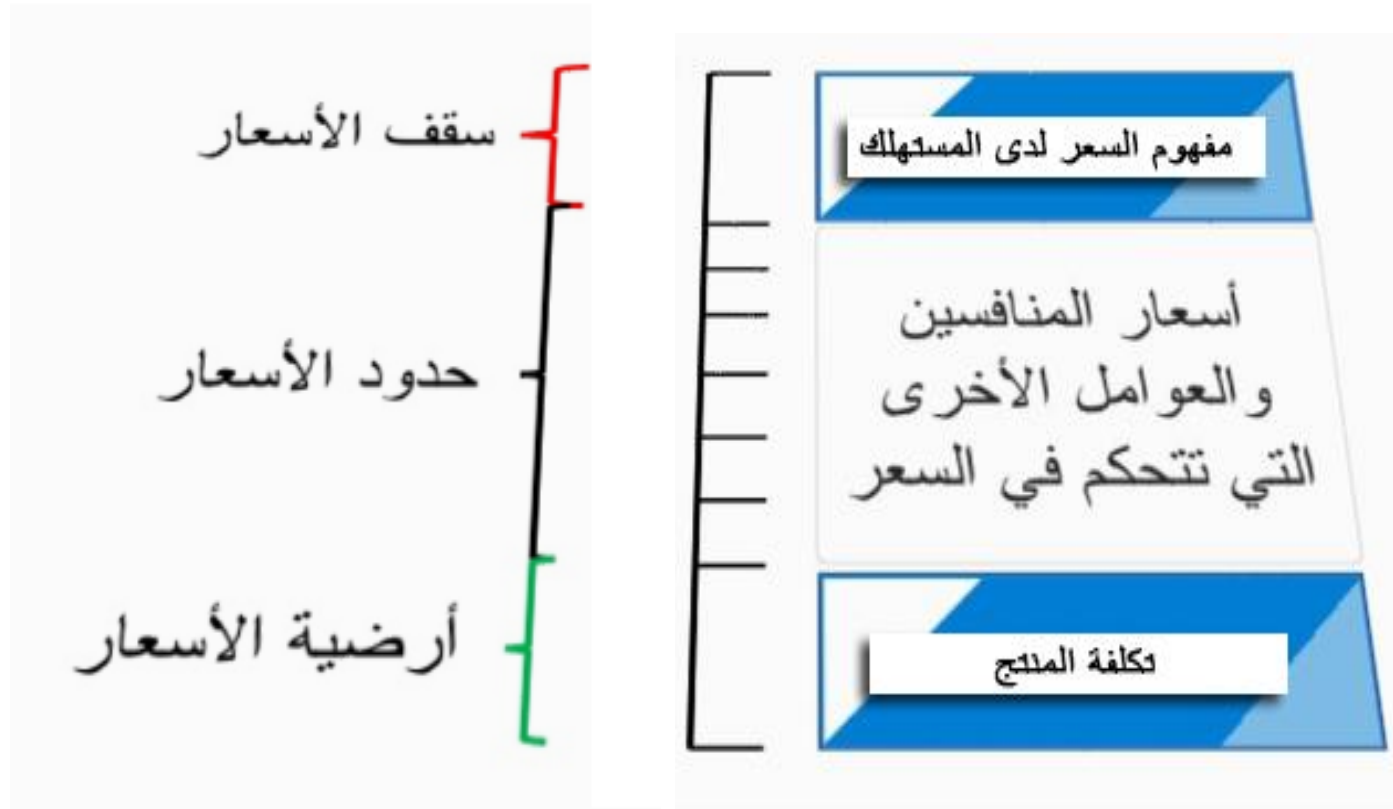 مفهوم السعر لدى المستهلك
أسعار المنافسين
والعوامل الأخرى
التي تتحكم في السعر
تكلفة المنتج
سقف الأسعار
حدود الأسعار
أرضية الأسعار